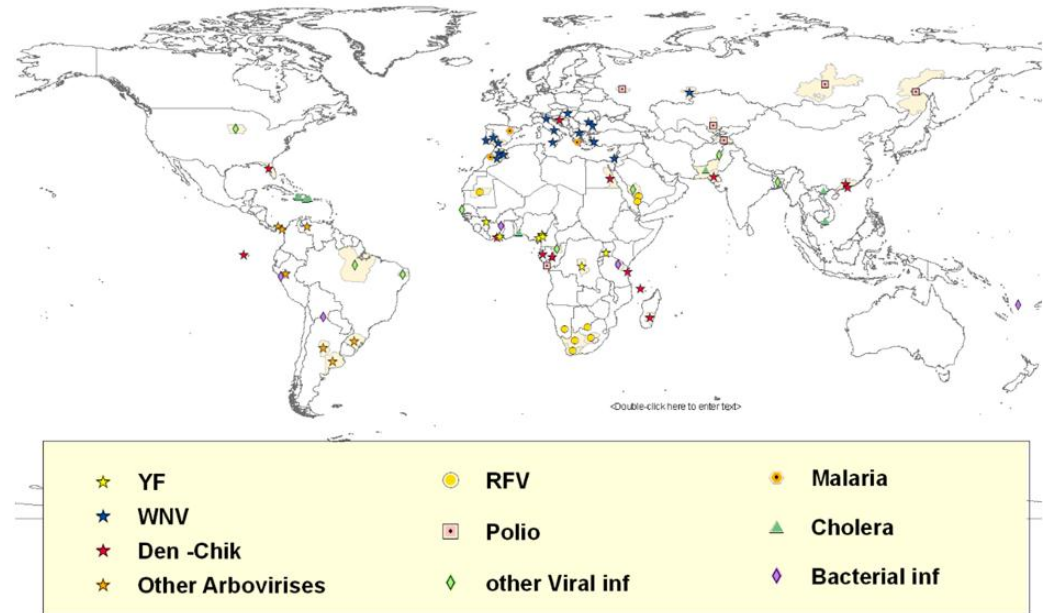 <Double-click here to enter text>
YF
WNV
Den -Chik
Other Arbovirises
RFV
Polio
other Viral inf
Malaria
Cholera
Bacterial inf